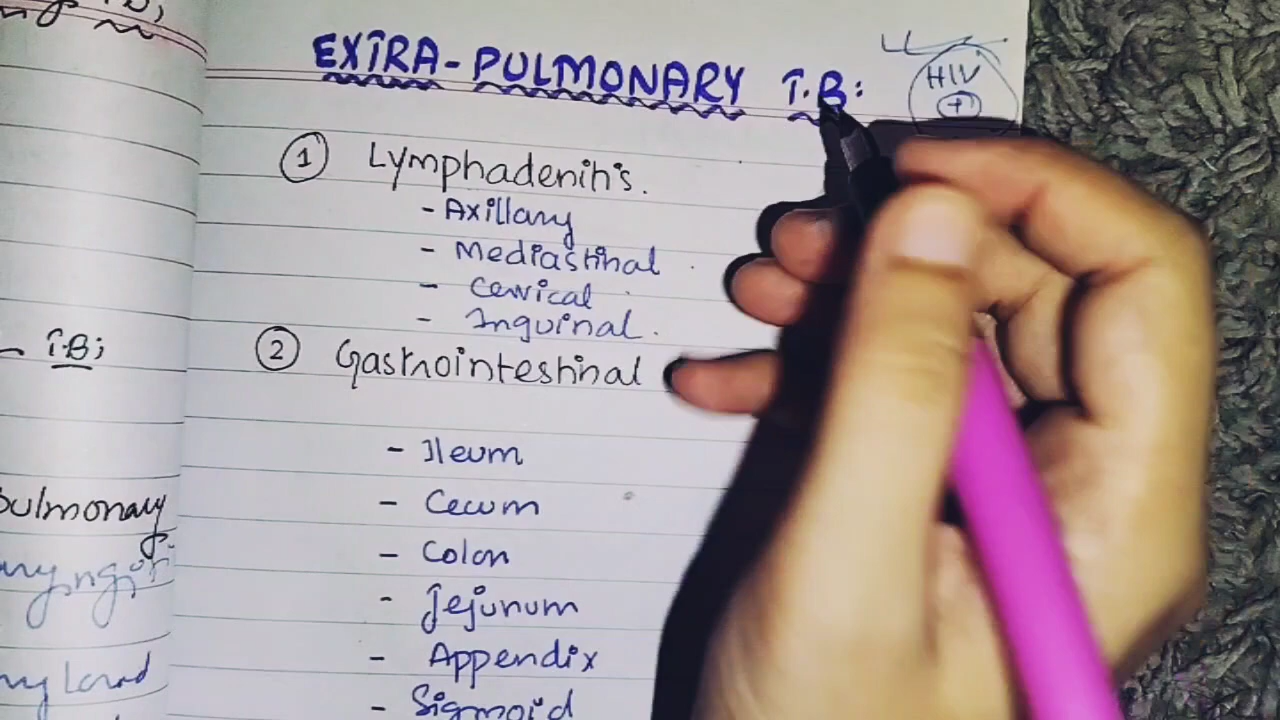 EXTRA-PULMONARY T.B:
HIV
+
① Lymphadenitis.
- Axillary
- Mediastinal
- Cervical
- Inguinal.
② Gastrointestinal
- Ileum
- Cecum
- Colon
- Jejunum
- Appendix
- Sigmoid
T.B;
pulmonary